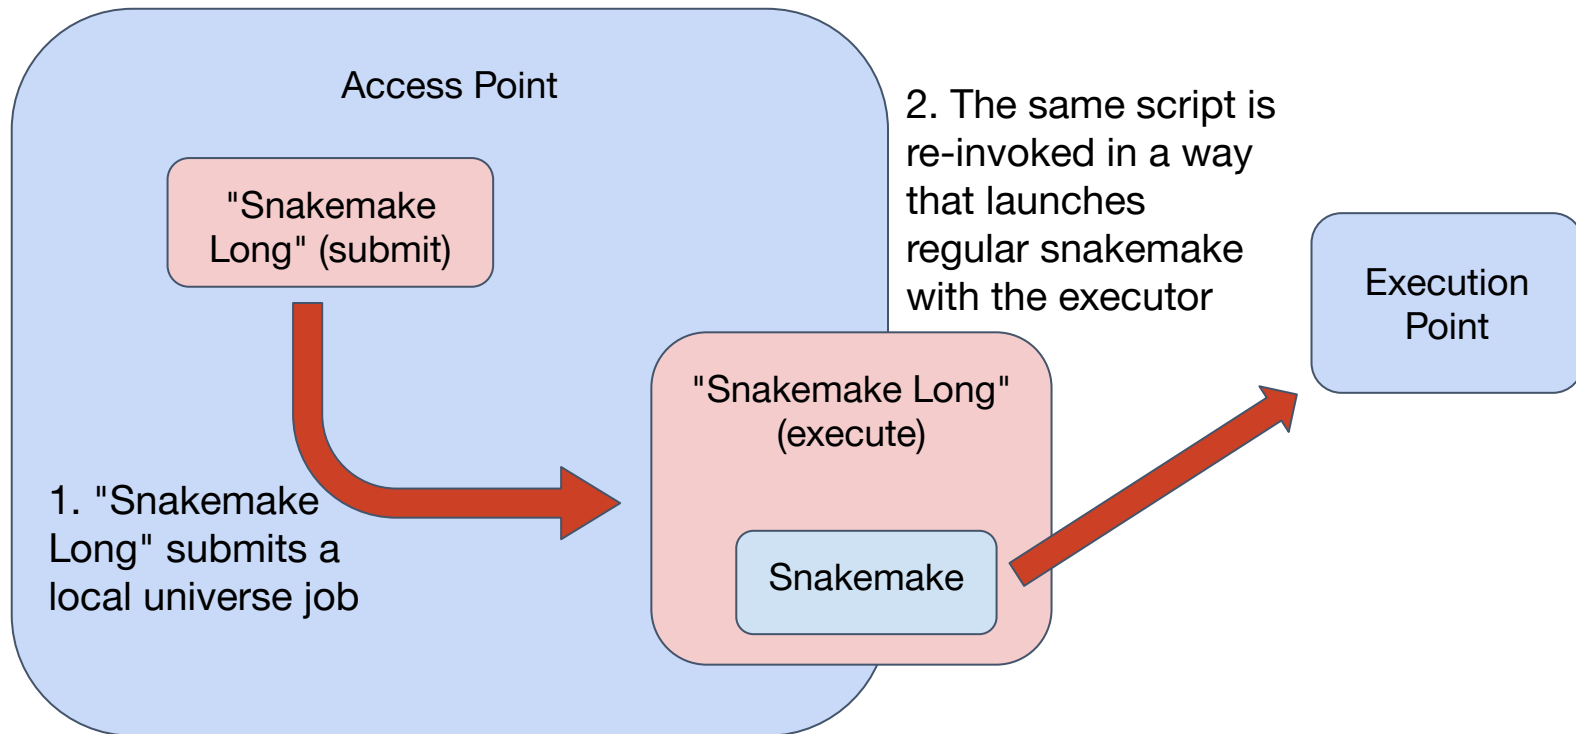 Access Point
"Snakemake
Long" (submit)
1. "Snakemake
Long" submits a
local universe job
2. The same script is
re-invoked in a way
that launches
regular snakemake
with the executor
"Snakemake Long"
(execute)
Snakemake
Execution
Point